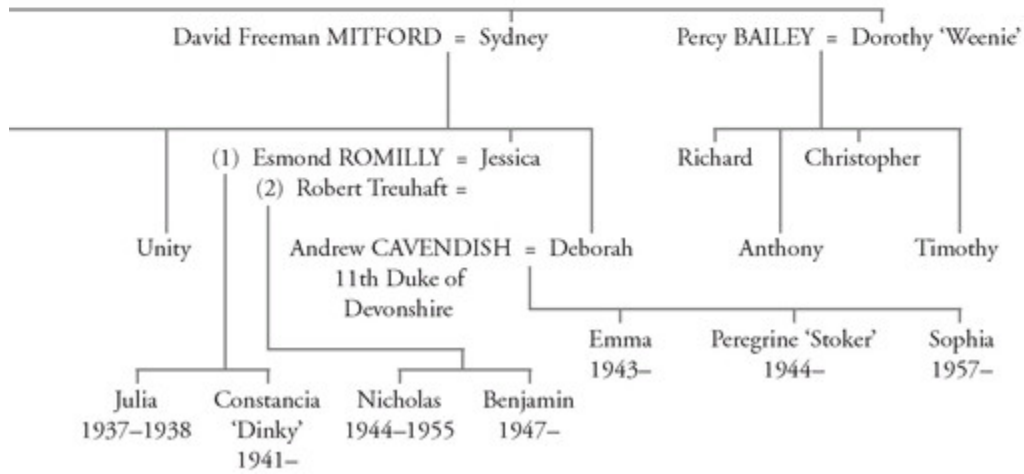 David Freeman MITFORD = Sydney
Percy BAILEY = Dorothy ‘Weenie’
(1) Esmond ROMILLY = Jessica
(2) Robert Treuhaft =
Richard
Christopher
Unity
Andrew CAVENDISH = Deborah
11th Duke of
Devonshire
Anthony
Timothy
Emma
1943–
Peregrine ‘Stoker’
1944–
Sophia
1957–
Julia
1937–1938
Constancia
‘Dinky’
1941–
Nicholas
1944–1955
Benjamin
1947–